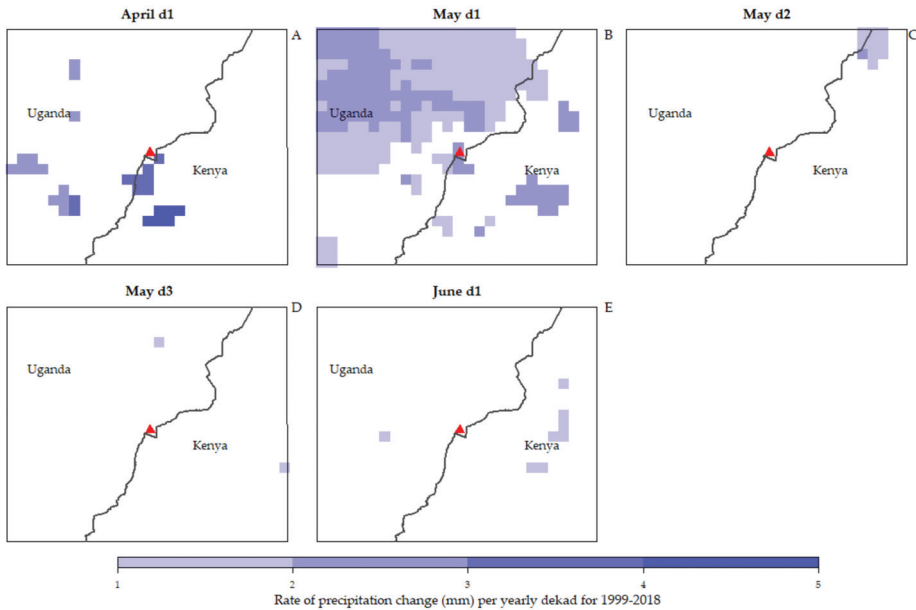 April d1
May d1
May d2
A
B
C
Uganda
Kenya
Uganda
Kenya
Uganda
Kenya
May d3
June d1
D
E
Uganda
Kenya
Uganda
Kenya
1 2 3 4 5
Rate of precipitation change (mm) per yearly dekad for 1999-2018